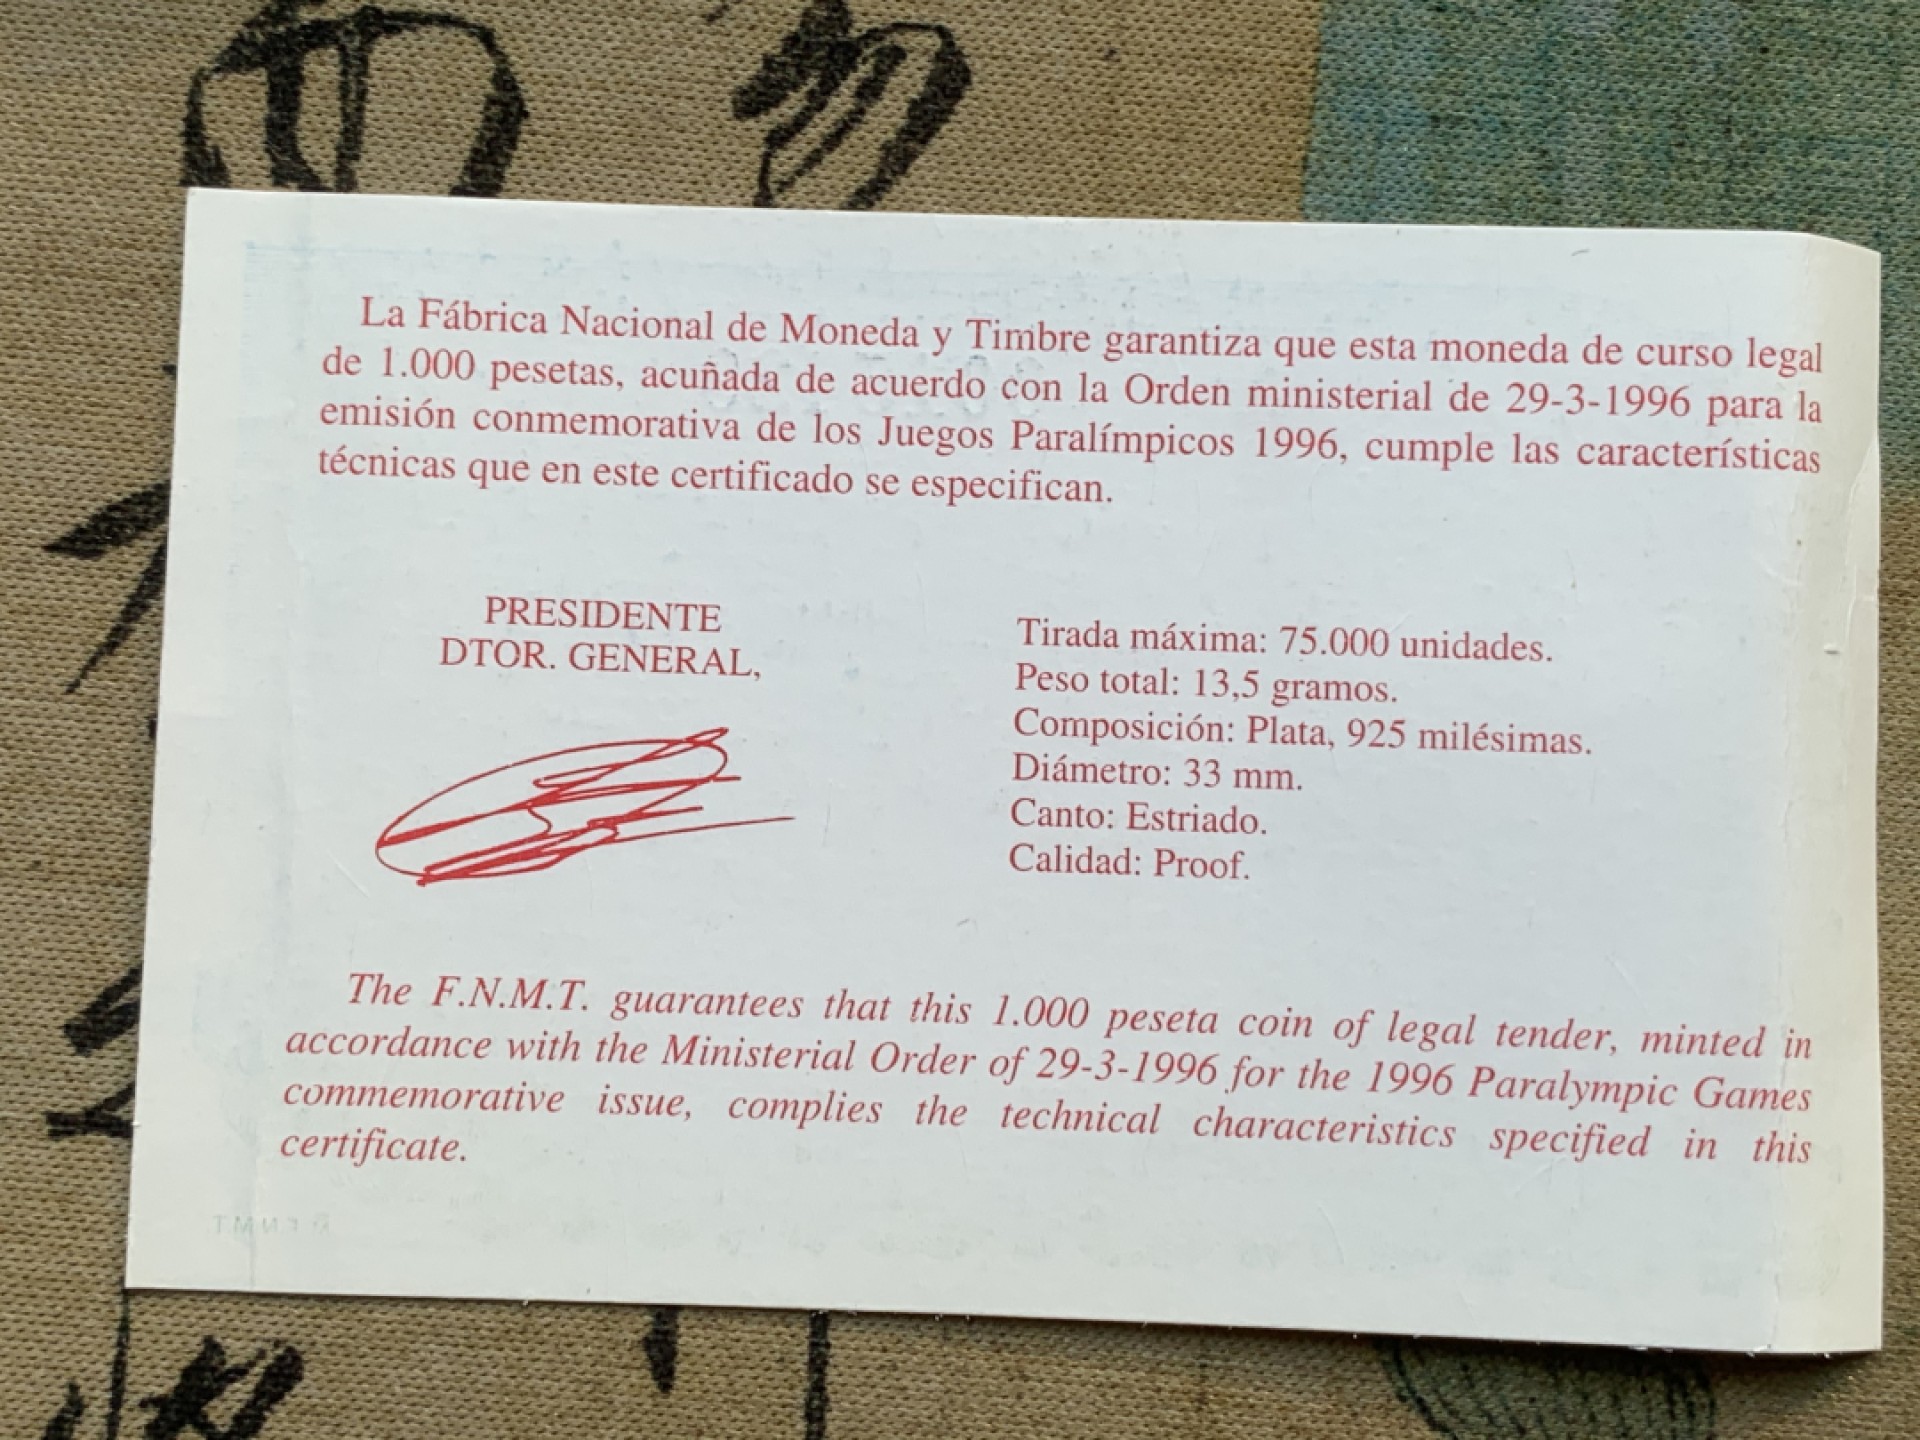 La Fábrica Nacional de Moneda y Timbre garantiza que esta moneda de curso legal
de 1.000 pesetas, acuñada de acuerdo con la Orden ministerial de 29-3-1996 para la
emisión conmemorativa de los Juegos Paralímpicos 1996, cumple las características
técnicas que en este certificado se especifican.
PRESIDENTE
DTOR. GENERAL,
Tirada máxima: 75.000 unidades.
Peso total: 13,5 gramos.
Composición: Plata, 925 milésimas.
Diámetro: 33 mm.
Canto: Estriado.
Calidad: Proof.
The F.N.M.T. guarantees that this 1.000 peseta coin of legal tender, minted in
accordance with the Ministerial Order of 29-3-1996 for the 1996 Paralympic Games
commemorative issue, complies the technical characteristics specified in this
certificate.